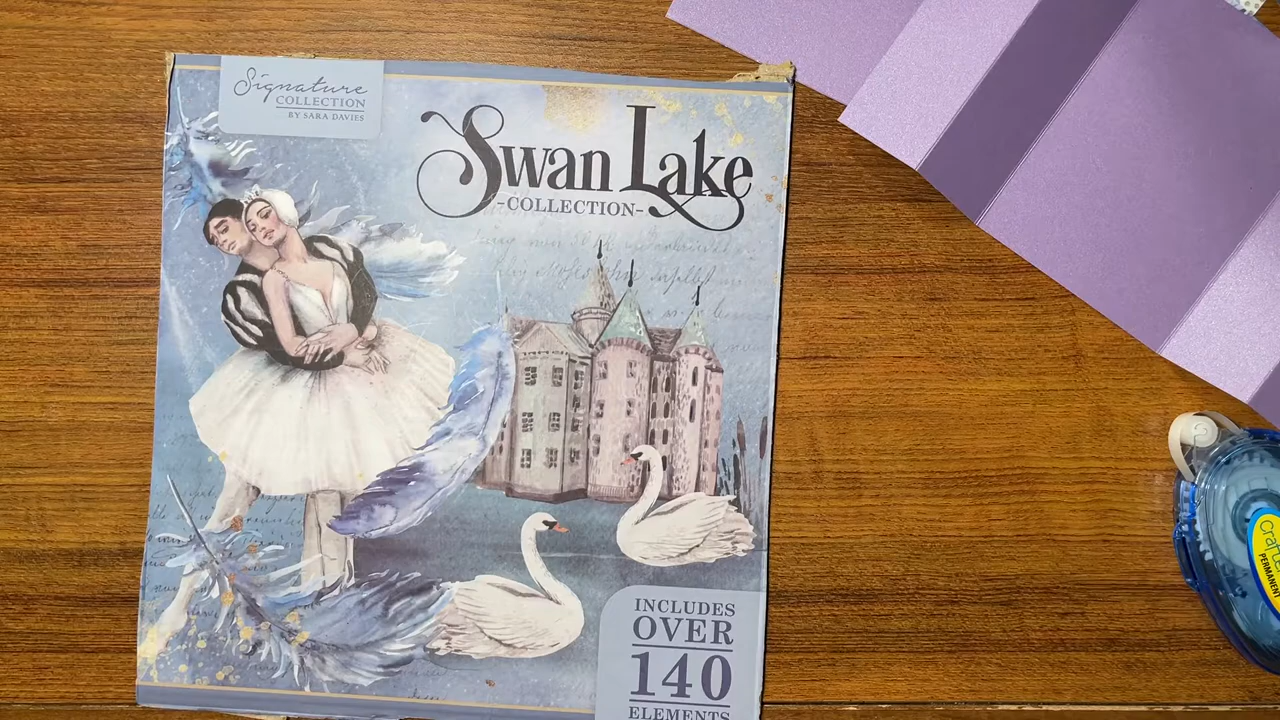 Signature
COLLECTION
BY SARA DAVIES
Swan Lake
-COLLECTION-
INCLUDES
OVER
140
ELEMENTS
PERMANENT